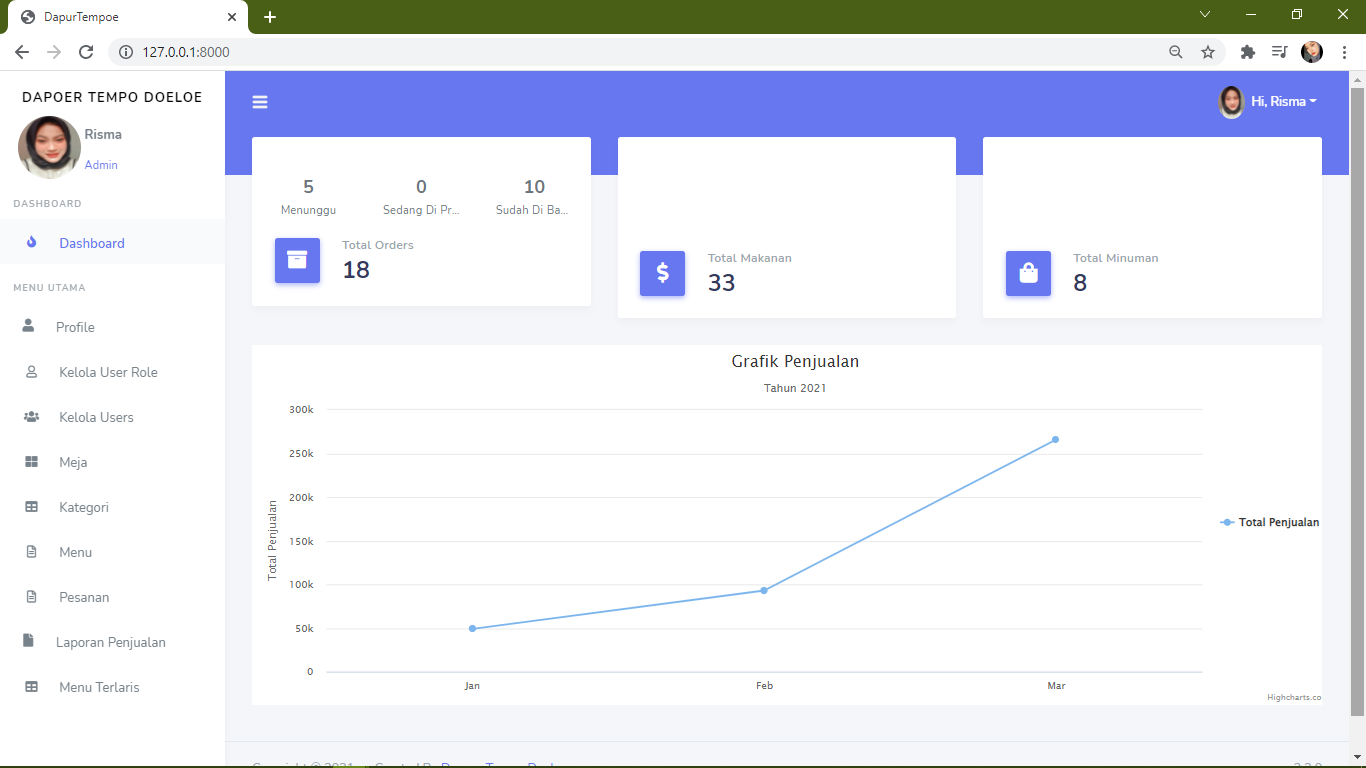 DapurTempoe
127.0.0.1:8000
DAPOER TEMPO DOELOE
Risma
Admin
DASHBOARD
Dashboard
MENU UTAMA
Profile
Kelola User Role
Kelola Users
Meja
Kategori
Menu
Pesanan
Laporan Penjualan
Menu Terlaris
Hi, Risma
5 0 10
Menunggu Sedang Di Pr... Sudah Di Ba...
Total Orders
18
Total Makanan
33
Total Minuman
8
Grafik Penjualan
Tahun 2021
Total Penjualan
300k
250k
200k
150k
100k
50k
0
Jan Feb Mar
Total Penjualan
Highcharts.co